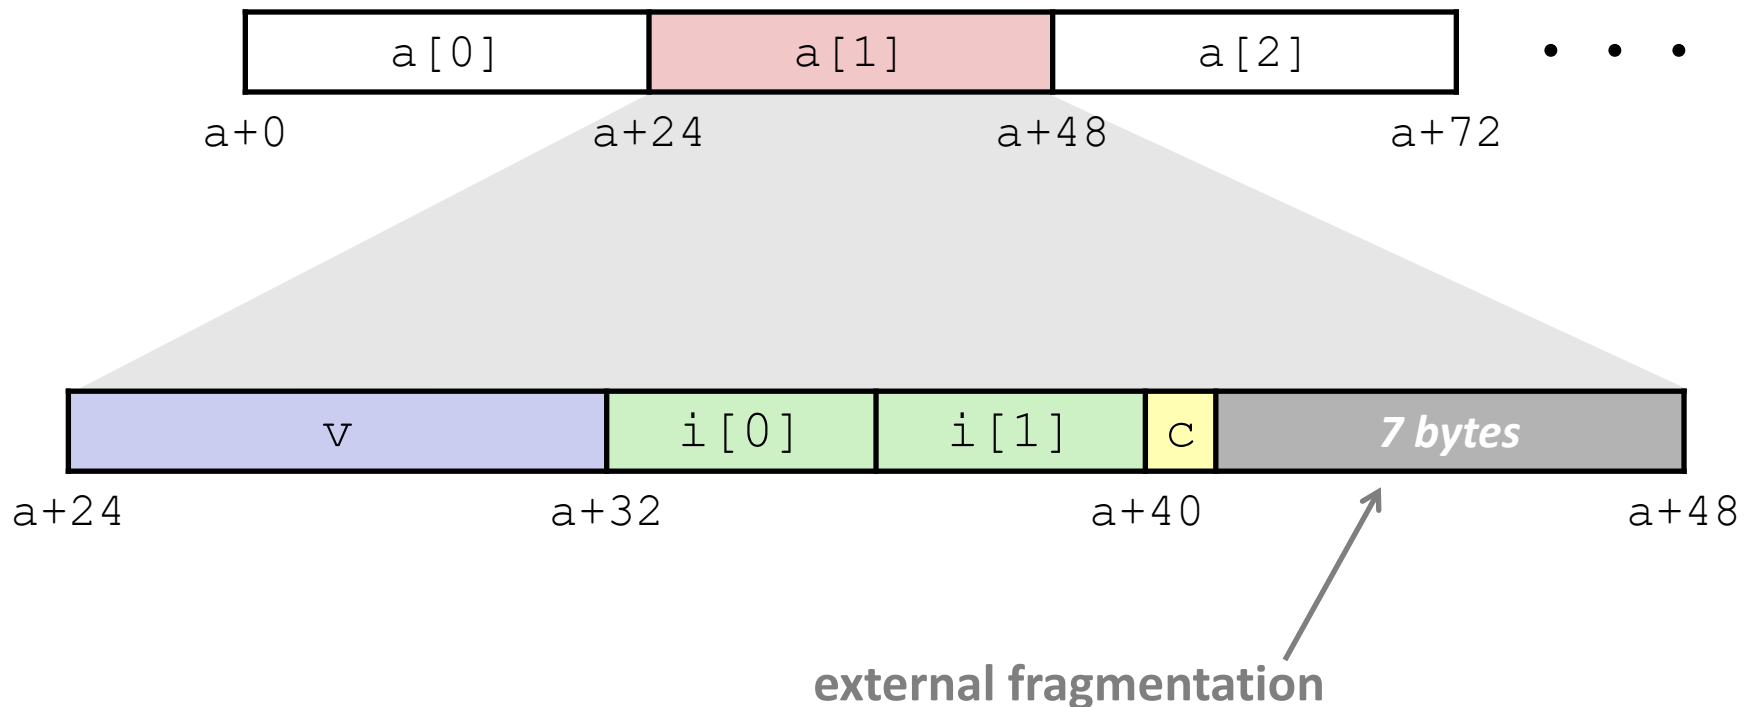 a[0] a[1] a[2] • • •
a+0 a+24 a+48 a+72
v i[0] i[1] c 7 bytes
a+24 a+32 a+40 a+48
external fragmentation